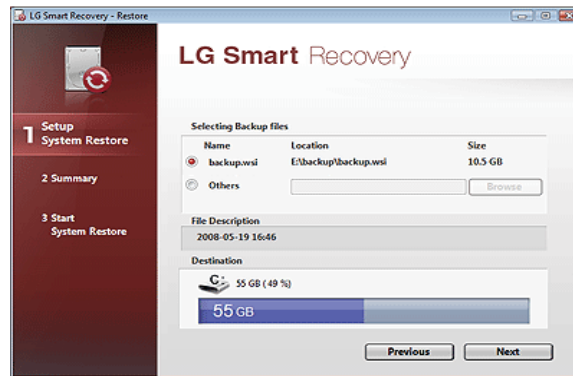 LG Smart Recovery - Restore
LG Smart Recovery
1 Setup
System Restore
2 Summary
3 Start
System Restore
Selecting Backup files
Name Location Size
backup.wsi E:\backup\backup.wsi 10.5 GB
Others Browse
File Description
2008-05-19 16:46
Destination
C: 55 GB ( 49 %)
55 GB
Previous Next